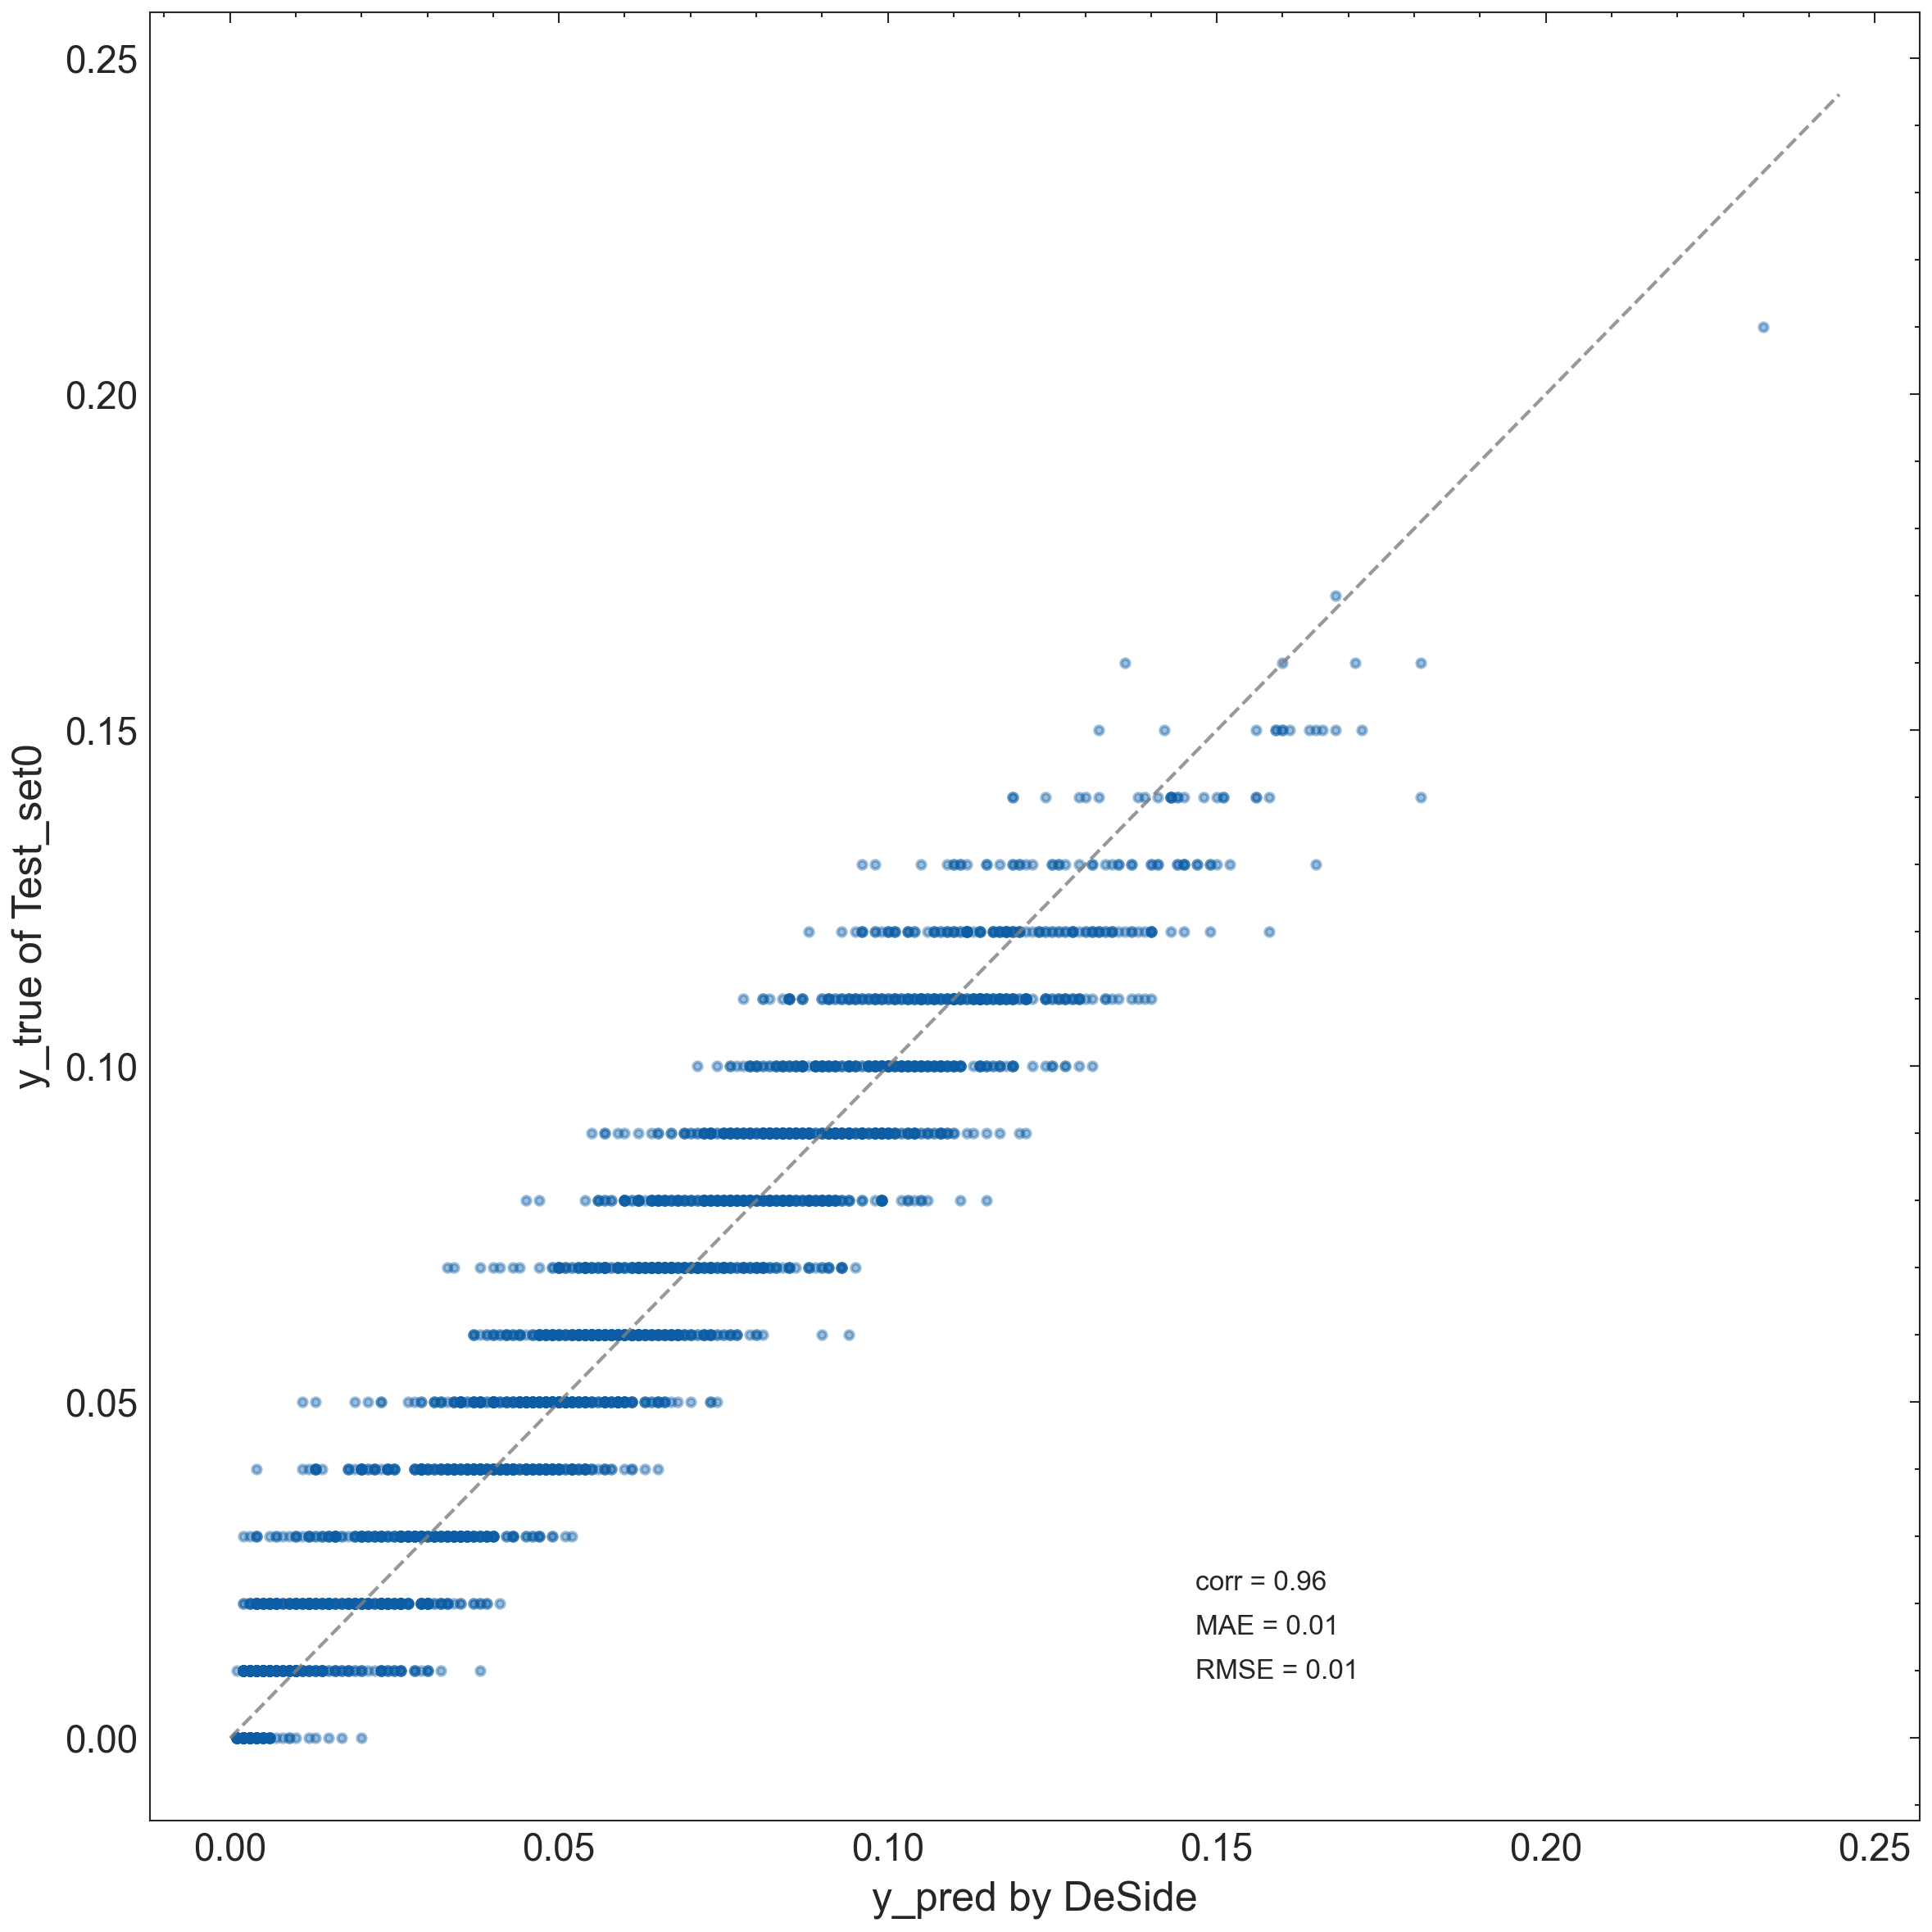 0.25
0.20
0.15
0.10
0.05
0.00
y_true of Test_set0
corr = 0.96
MAE = 0.01
RMSE = 0.01
0.00 0.05 0.10 0.15 0.20 0.25
y_pred by DeSide